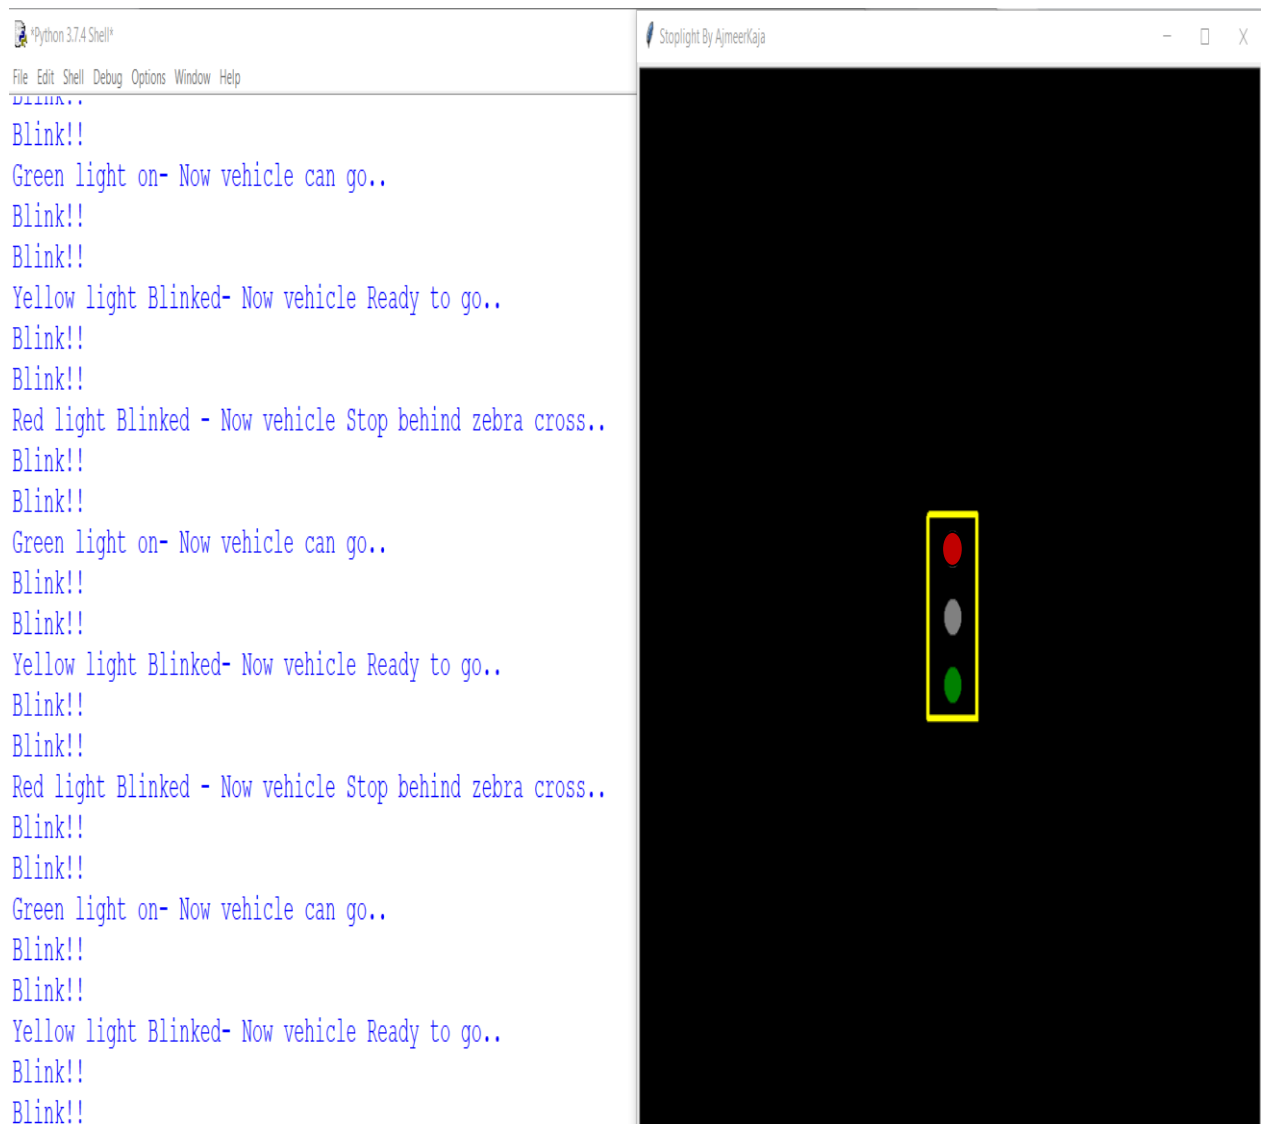 *Python 3.7.4 Shell*
File Edit Shell Debug Options Window Help
Blink!!
Blink!!
Green light on- Now vehicle can go..
Blink!!
Blink!!
Yellow light Blinked- Now vehicle Ready to go..
Blink!!
Blink!!
Red light Blinked - Now vehicle Stop behind zebra cross..
Blink!!
Blink!!
Green light on- Now vehicle can go..
Blink!!
Blink!!
Yellow light Blinked- Now vehicle Ready to go..
Blink!!
Blink!!
Red light Blinked - Now vehicle Stop behind zebra cross..
Blink!!
Blink!!
Green light on- Now vehicle can go..
Blink!!
Blink!!
Yellow light Blinked- Now vehicle Ready to go..
Blink!!
Blink!!
Stoplight By AjmeerKaja